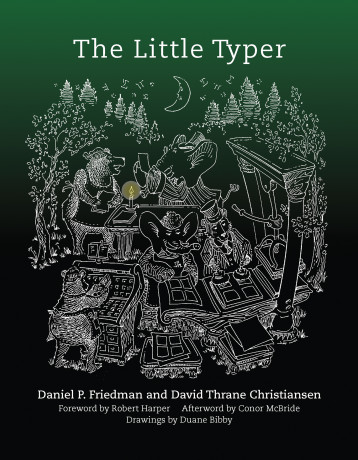 The Little Typer
Daniel P. Friedman and David Thrane Christiansen
Foreword by Robert Harper Afterword by Conor McBride
Drawings by Duane Bibby